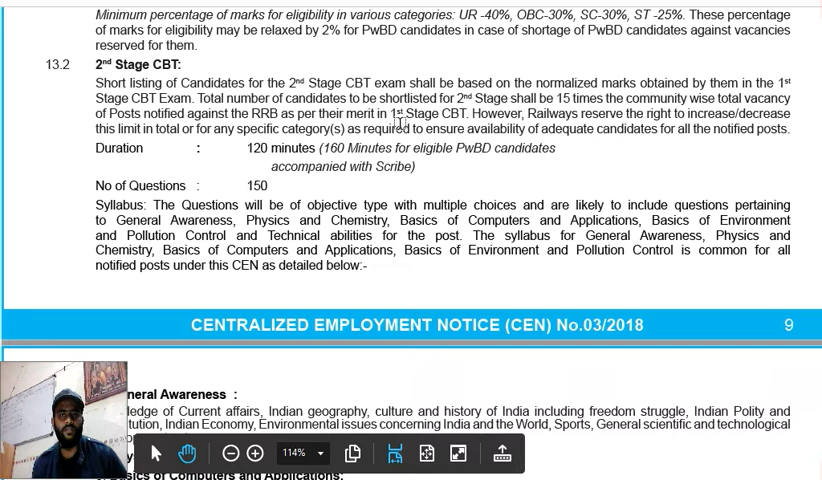 Minimum percentage of marks for eligibility in various categories: UR -40%, OBC-30%, SC-30%, ST -25%. These percentage
of marks for eligibility may be relaxed by 2% for PwBD candidates in case of shortage of PwBD candidates against vacancies
reserved for them.
13.2 2nd Stage CBT:
Short listing of Candidates for the 2nd Stage CBT exam shall be based on the normalized marks obtained by them in the 1st
Stage CBT Exam. Total number of candidates to be shortlisted for 2nd Stage shall be 15 times the community wise total vacancy
of Posts notified against the RRB as per their merit in 1st Stage CBT. However, Railways reserve the right to increase/decrease
this limit in total or for any specific category(s) as required to ensure availability of adequate candidates for all the notified posts.
Duration : 120 minutes (160 Minutes for eligible PwBD candidates
accompanied with Scribe)
No of Questions : 150
Syllabus: The Questions will be of objective type with multiple choices and are likely to include questions pertaining
to General Awareness, Physics and Chemistry, Basics of Computers and Applications, Basics of Environment
and Pollution Control and Technical abilities for the post. The syllabus for General Awareness, Physics and
Chemistry, Basics of Computers and Applications, Basics of Environment and Pollution Control is common for all
notified posts under this CEN as detailed below:-
CENTRALIZED EMPLOYMENT NOTICE (CEN) No.03/2018 9
neral Awareness :
ledge of Current affairs, Indian geography, culture and history of India including freedom struggle, Indian Polity and
tution, Indian Economy, Environmental issues concerning India and the World, Sports, General scientific and technological
114%
Basics of Computers and Applications: